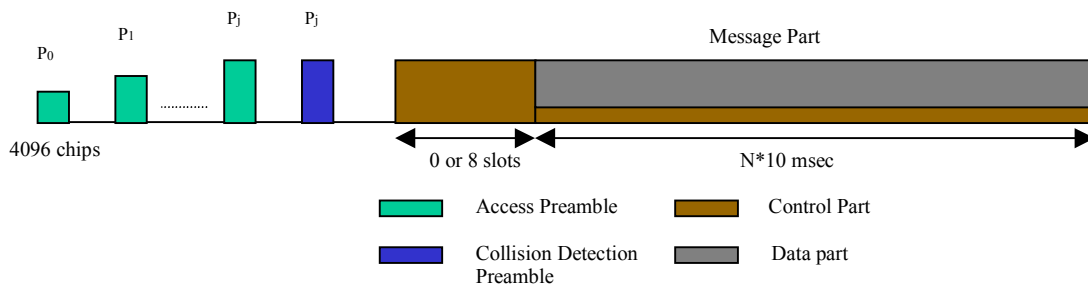 P0
P1
Pj
Pj
Message Part
4096 chips
0 or 8 slots
N*10 msec
Access Preamble
Control Part
Collision Detection
Preamble
Data part